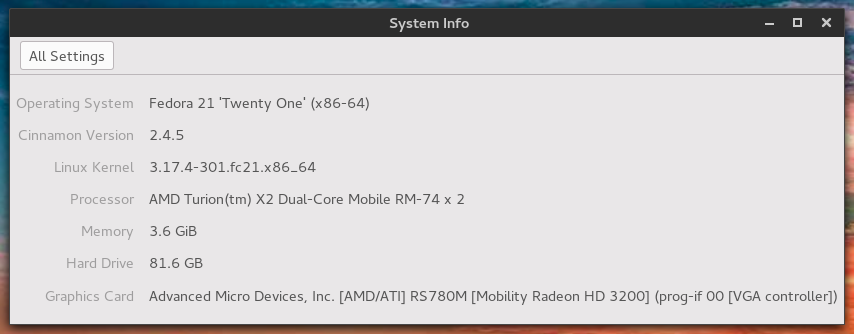 System Info
All Settings
Operating System Fedora 21 'Twenty One' (x86-64)
Cinnamon Version 2.4.5
Linux Kernel 3.17.4-301.fc21.x86_64
Processor AMD Turion(tm) X2 Dual-Core Mobile RM-74 x 2
Memory 3.6 GiB
Hard Drive 81.6 GB
Graphics Card Advanced Micro Devices, Inc. [AMD/ATI] RS780M [Mobility Radeon HD 3200] (prog-if 00 [VGA controller])